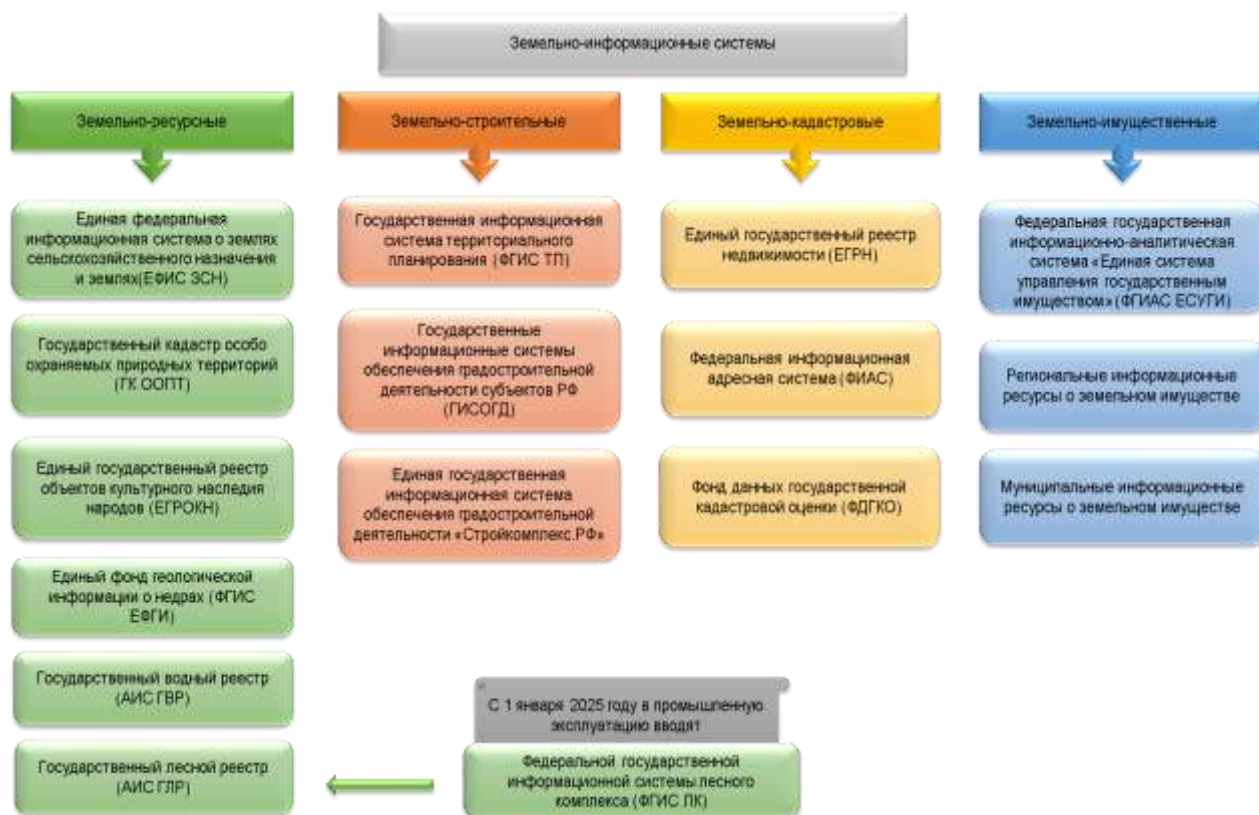 Земельно-информационные системы
Земельно-ресурсные
Единая федеральная
информационная система о землях
сельскохозяйственного назначения
и землях(ЕФИС ЗСН)
Государственный кадастр особо
охраняемых природных территорий
(ГК ООПТ)
Единый государственный реестр
объектов культурного наследия
народов (ЕГРОКН)
Единый фонд геологической
информации о недрах (ФГИС
ЕФГИ)
Государственный водный реестр
(АИС ГВР)
Государственный лесной реестр
(АИС ГЛР)
Земельно-строительные
Государственная информационная
система территориального
планирования (ФГИС ТП)
Государственные
информационные системы
обеспечения градостроительной
деятельности субъектов РФ
(ГИСОГД)
Единая государственная
информационная система
обеспечения градостроительной
деятельности «Стройкомплекс.РФ»
Земельно-кадастровые
Единый государственный реестр
недвижимости (ЕГРН)
Федеральная информационная
адресная система (ФИАС)
Фонд данных государственной
кадастровой оценки (ФДГКО)
Земельно-имущественные
Федеральная государственная
информационно-аналитическая
система «Единая система
управления государственным
имуществом» (ФГИАС ЕСУГИ)
Региональные информационные
ресурсы о земельном имуществе
Муниципальные информационные
ресурсы о земельном имуществе
С 1 января 2025 году в промышленную
эксплуатацию вводят
Федеральной государственной
информационной системы лесного
комплекса (ФГИС ЛК)